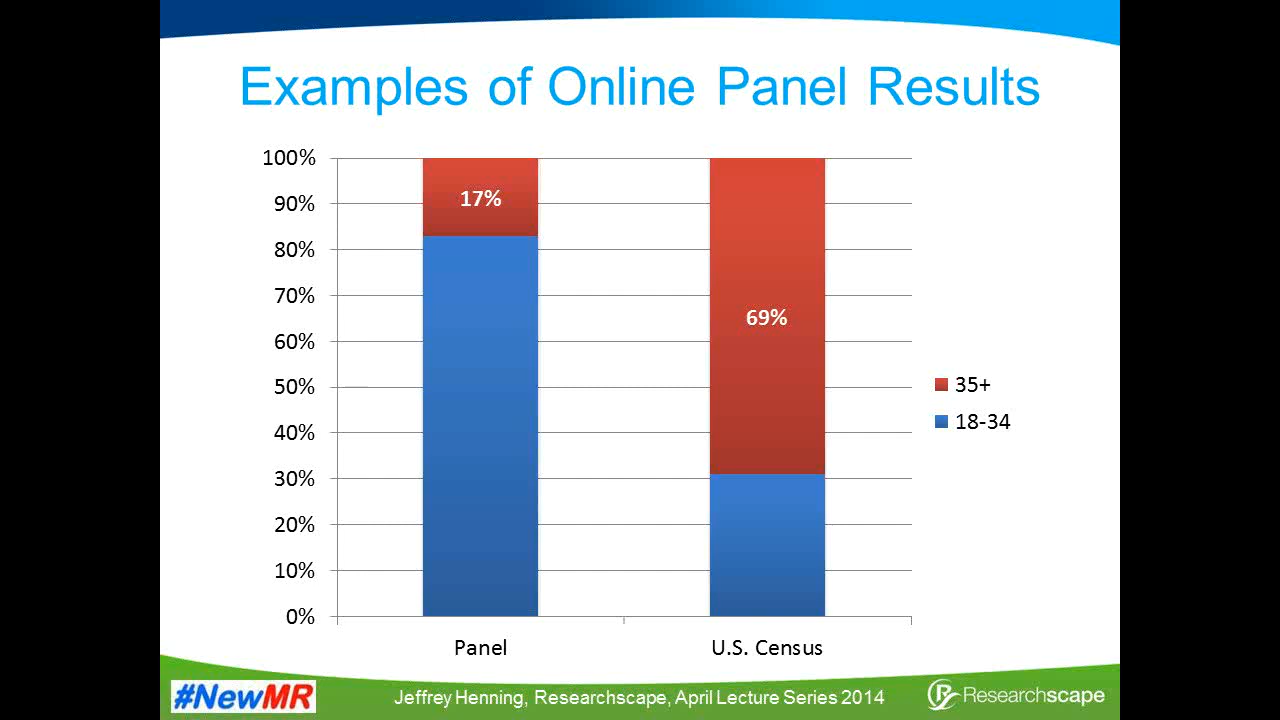 Examples of Online Panel Results
100%
90%
80%
70%
60%
50%
40%
30%
20%
10%
0%
17%
69%
35+
18-34
Panel
U.S. Census
#NewMR
Jeffrey Henning, Researchscape, April Lecture Series 2014
Researchscape